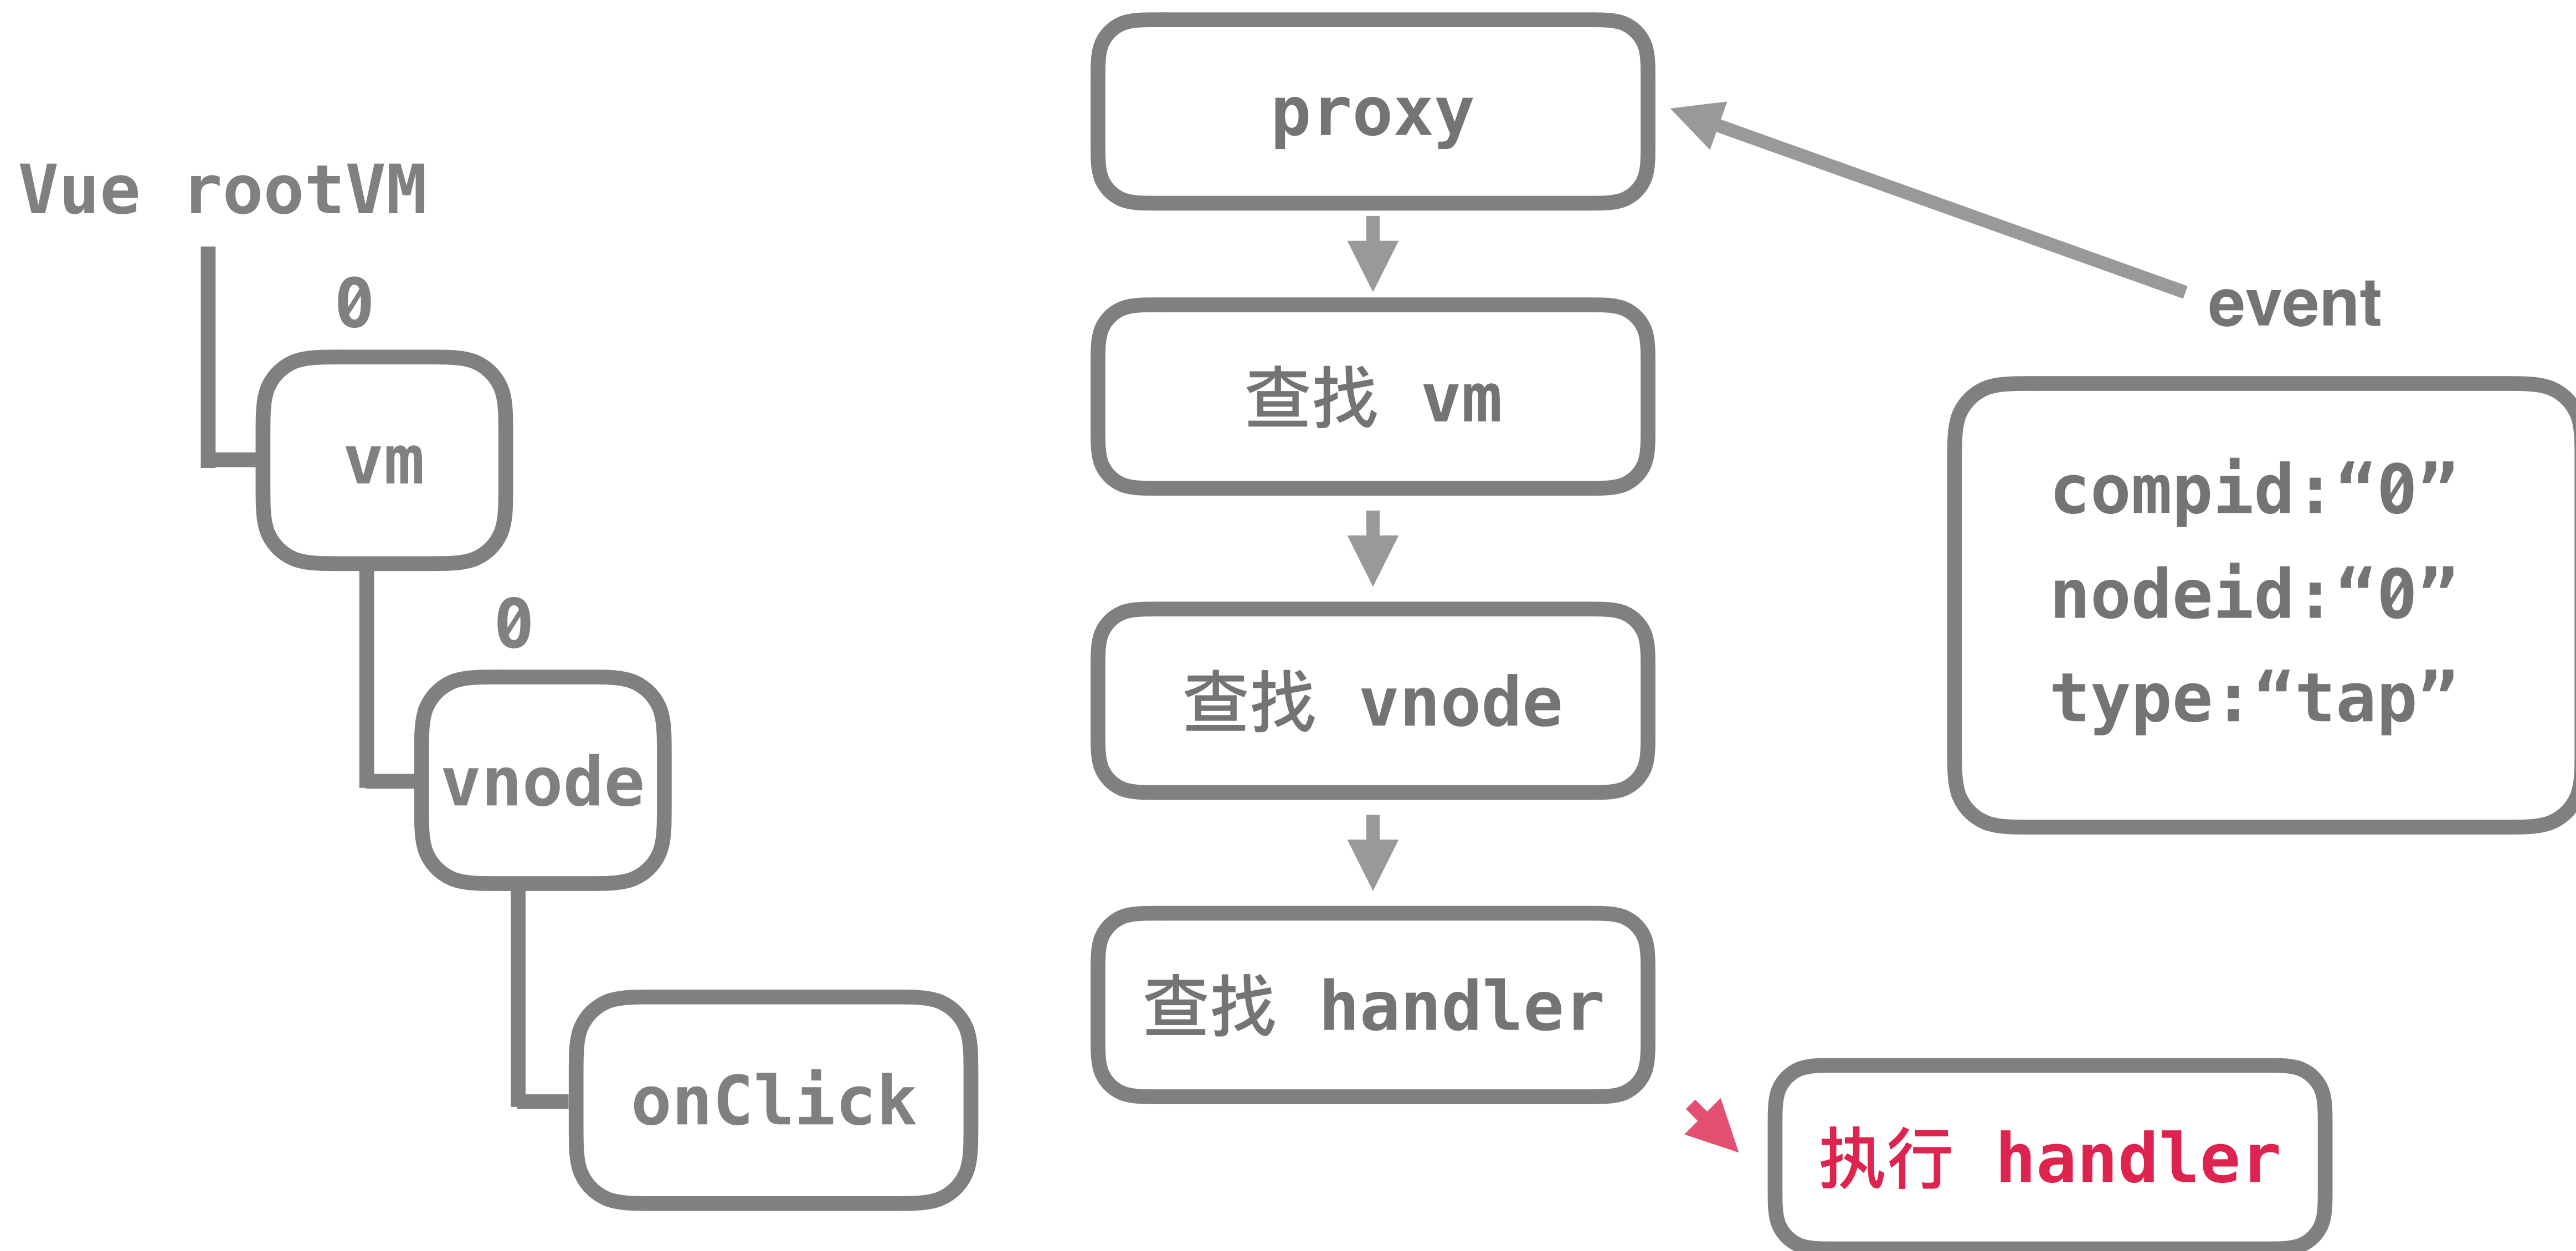 Vue rootVM
0
vm
0
vnode
onClick
proxy
查找 vm
查找 vnode
查找 handler
event
compid:“0”
nodeid:“0”
type:“tap”
执行 handler